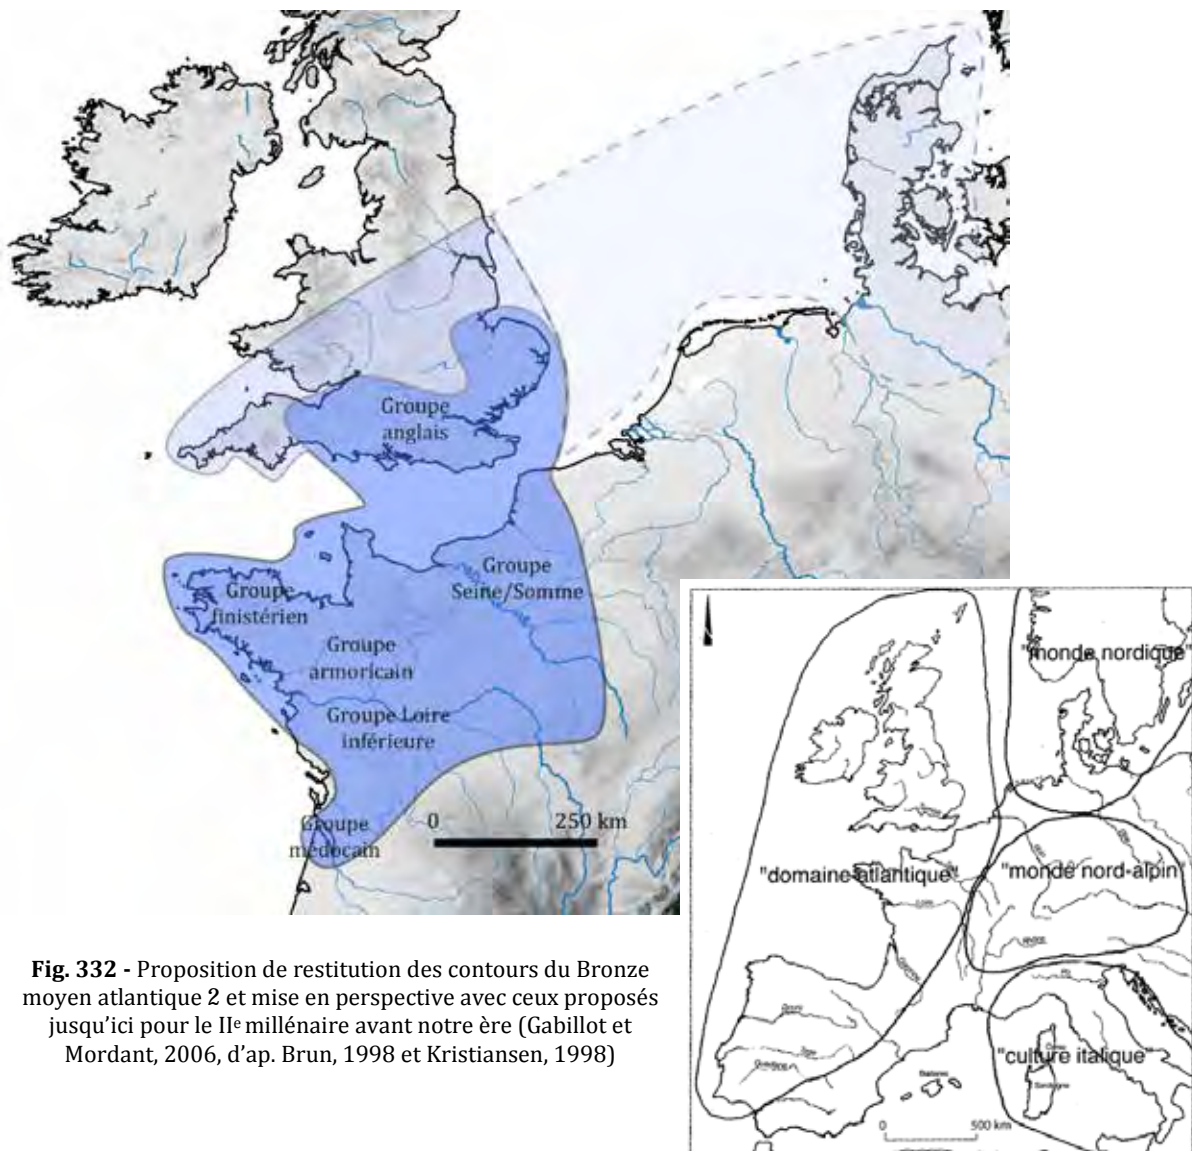 Groupe
anglais
Groupe
Seine/Somme
Groupe
finistérien
Groupe
armoricain
Groupe Loire
inférieure
Groupe
médocain
0 250 km
"monde nordique"
"domaine atlantique"
"monde nord-alpin"
"culture italique"
0 500 km
Fig. 332 - Proposition de restitution des contours du Bronze
moyen atlantique 2 et mise en perspective avec ceux proposés
jusqu'ici pour le IIe millénaire avant notre ère (Gabillot et
Mordant, 2006, d'ap. Brun, 1998 et Kristiansen, 1998)